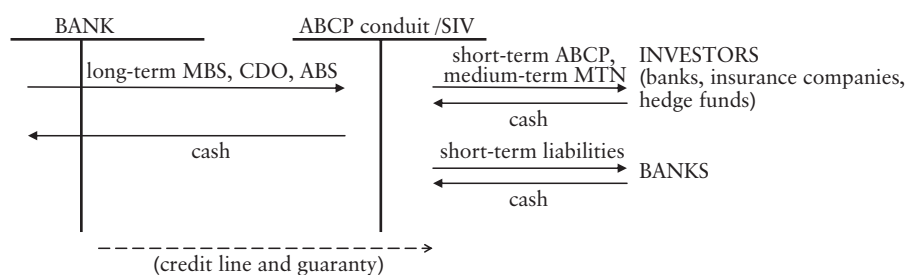 BANK
ABCP conduit /SIV
long-term MBS, CDO, ABS
cash
short-term ABCP,
medium-term MTN
cash
INVESTORS
(banks, insurance companies,
hedge funds)
short-term liabilities
cash
BANKS
(credit line and guaranty)